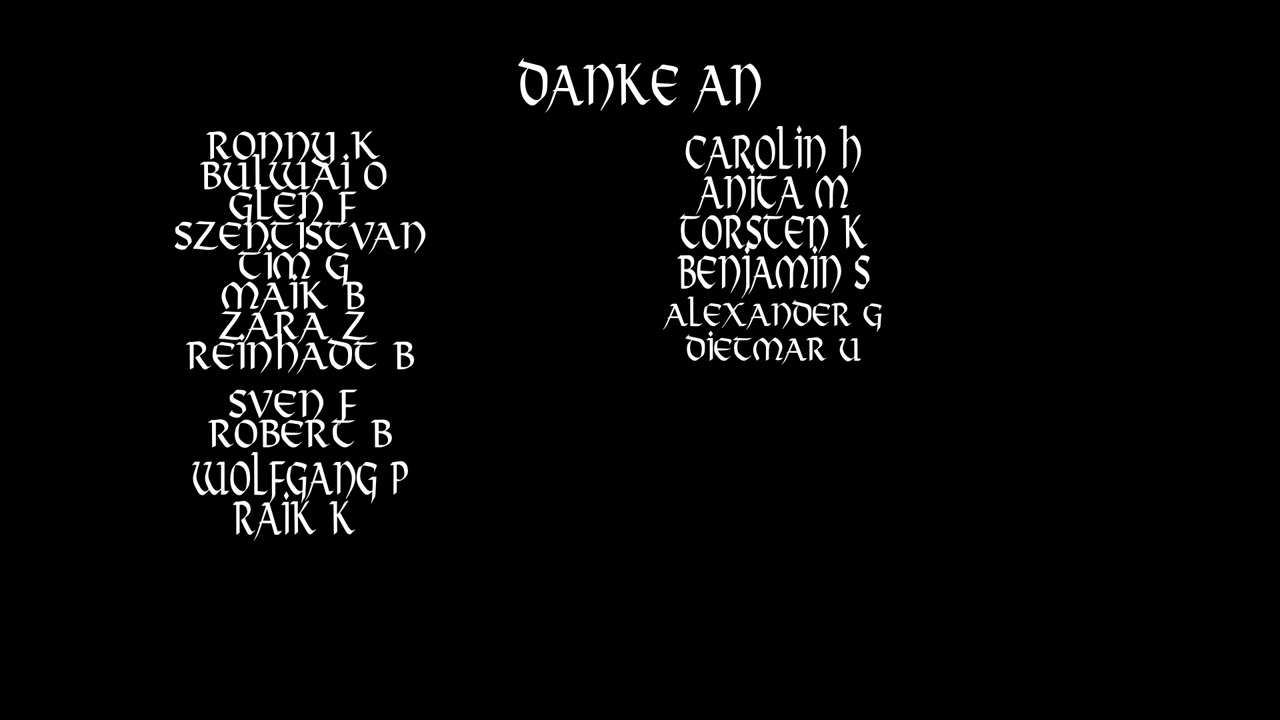 DANKE AN
RONNY K
BULWAI O
GLEN F
SZENTISTVAN
TIM G
MAIK B
ZARA Z
REINHADT B
SVEN F
ROBERT B
WOLFGANG P
RAIK K
CAROLIN H
ANITA M
TORSTEN K
BENJAMIN S
ALEXANDER G
DIETMAR U